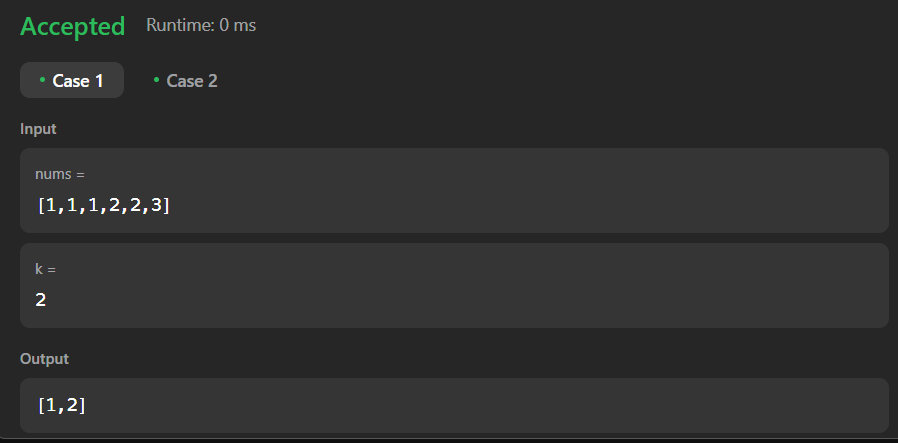 Accepted Runtime: 0 ms
• Case 1 • Case 2
Input
nums =
[1,1,1,2,2,3]
k =
2
Output
[1,2]